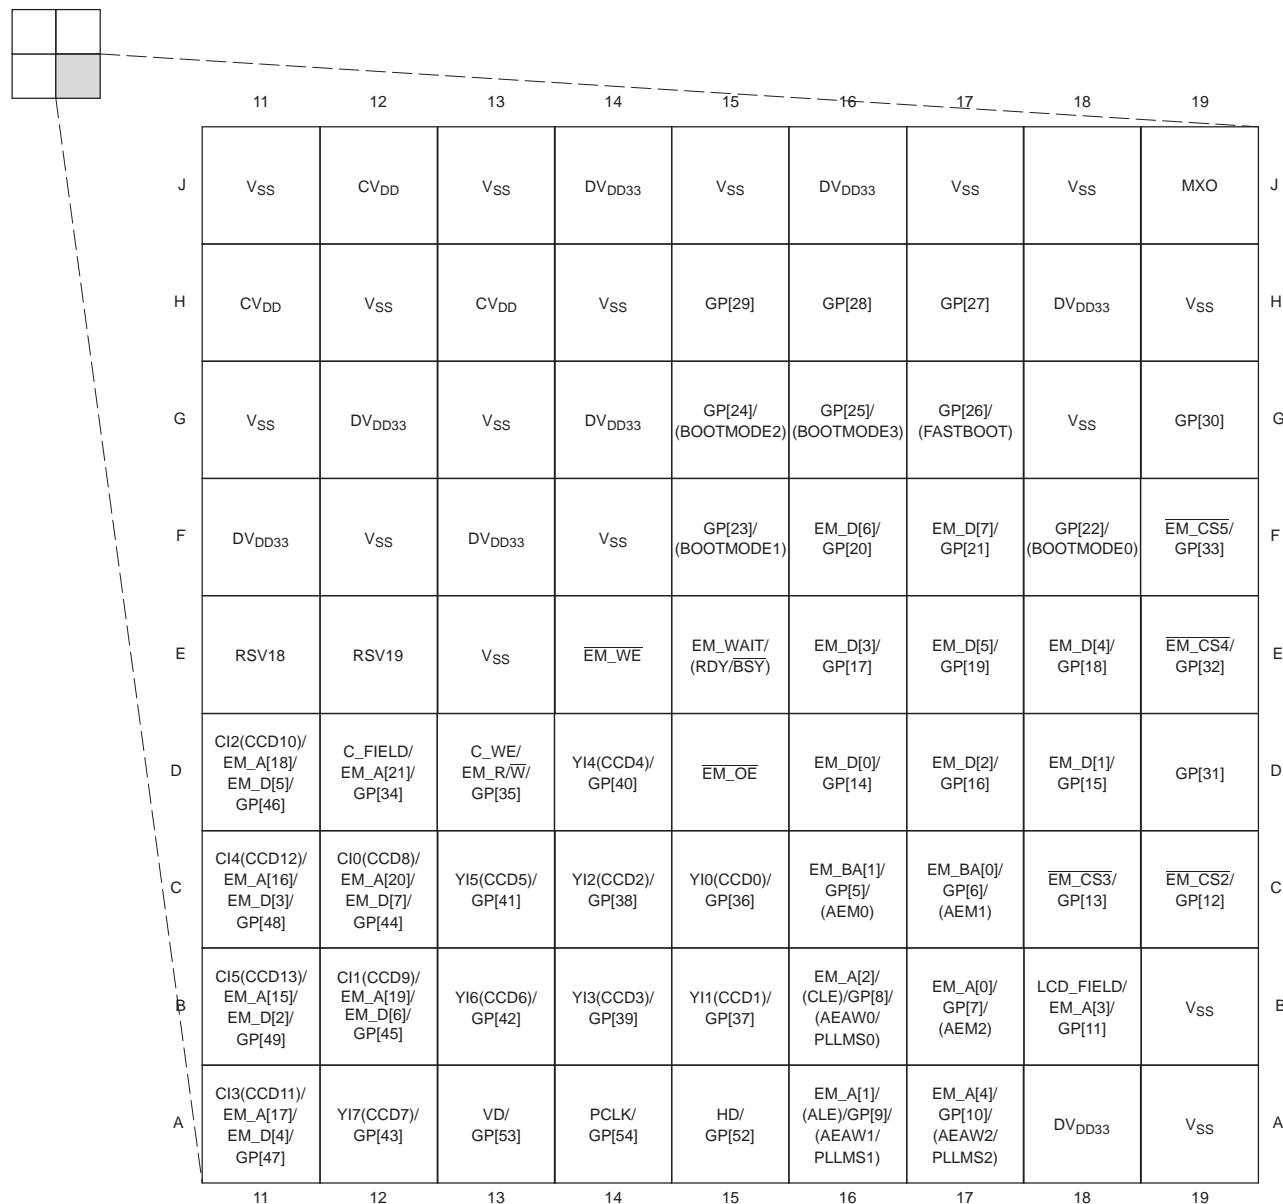 11 12 13 14 15 16 17 18 19
J VSS CVDD VSS DVDD33 VSS DVDD33 VSS VSS MXO J
H CVDD VSS CVDD VSS GP[29] GP[28] GP[27] DVDD33 VSS H
G VSS DVDD33 VSS DVDD33 GP[24]/ (BOOTMODE2) GP[25]/ (BOOTMODE3) GP[26]/ (FASTBOOT) VSS GP[30] G
F DVDD33 VSS DVDD33 VSS GP[23]/ (BOOTMODE1) EM_D[6]/ GP[20] EM_D[7]/ GP[21] GP[22]/ (BOOTMODE0) EM_CS5/ GP[33] F
E RSV18 RSV19 VSS EM_WE EM_WAIT/ (RDY/BSY) EM_D[3]/ GP[17] EM_D[5]/ GP[19] EM_D[4]/ GP[18] EM_CS4/ GP[32] E
D CI2(CCD10)/ EM_A[18]/ EM_D[5]/ GP[46] C_FIELD/ EM_A[21]/ GP[34] C_WE/ EM_R/W/ GP[35] YI4(CCD4)/ GP[40] EM_OE EM_D[0]/ GP[14] EM_D[2]/ GP[16] EM_D[1]/ GP[15] GP[31] D
C CI4(CCD12)/ EM_A[16]/ EM_D[3]/ GP[48] CI0(CCD8)/ EM_A[20]/ EM_D[7]/ GP[44] YI5(CCD5)/ GP[41] YI2(CCD2)/ GP[38] YI0(CCD0)/ GP[36] EM_BA[1]/ GP[5]/ (AEM0) EM_BA[0]/ GP[6]/ (AEM1) EM_CS3/ GP[13] EM_CS2/ GP[12] C
B CI5(CCD13)/ EM_A[15]/ EM_D[2]/ GP[49] CI1(CCD9)/ EM_A[19]/ EM_D[6]/ GP[45] YI6(CCD6)/ GP[42] YI3(CCD3)/ GP[39] YI1(CCD1)/ GP[37] EM_A[2]/ (CLE)/GP[8]/ (AEAW0/ PLLMS0) EM_A[0]/ GP[7]/ (AEM2) LCD_FIELD/ EM_A[3]/ GP[11] VSS B
A CI3(CCD11)/ EM_A[17]/ EM_D[4]/ GP[47] YI7(CCD7)/ GP[43] VD/ GP[53] PCLK/ GP[54] HD/ GP[52] EM_A[1]/ (ALE)/GP[9]/ (AEAW1/ PLLMS1) EM_A[4]/ GP[10]/ (AEAW2/ PLLMS2) DVDD33 VSS A
11 12 13 14 15 16 17 18 19